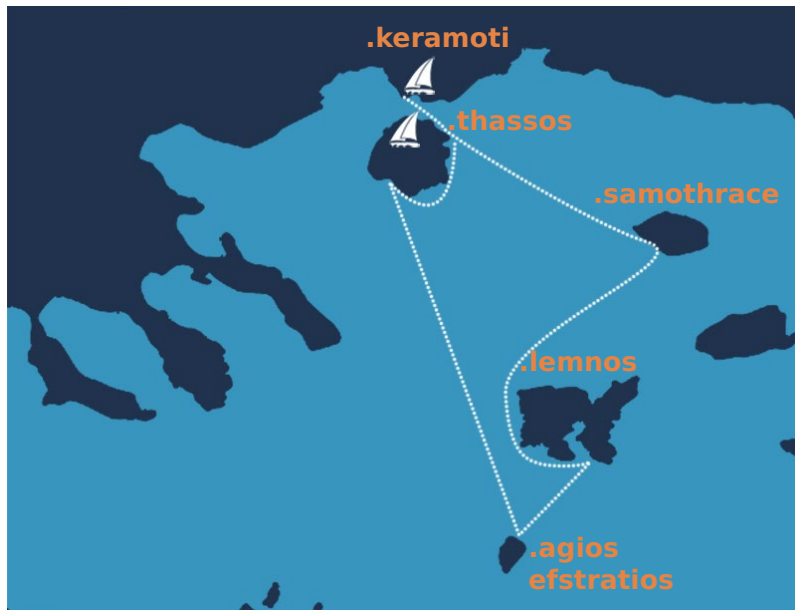 .keramoti
.thassos
.samothrace
.lemnos
.agios
efstratios